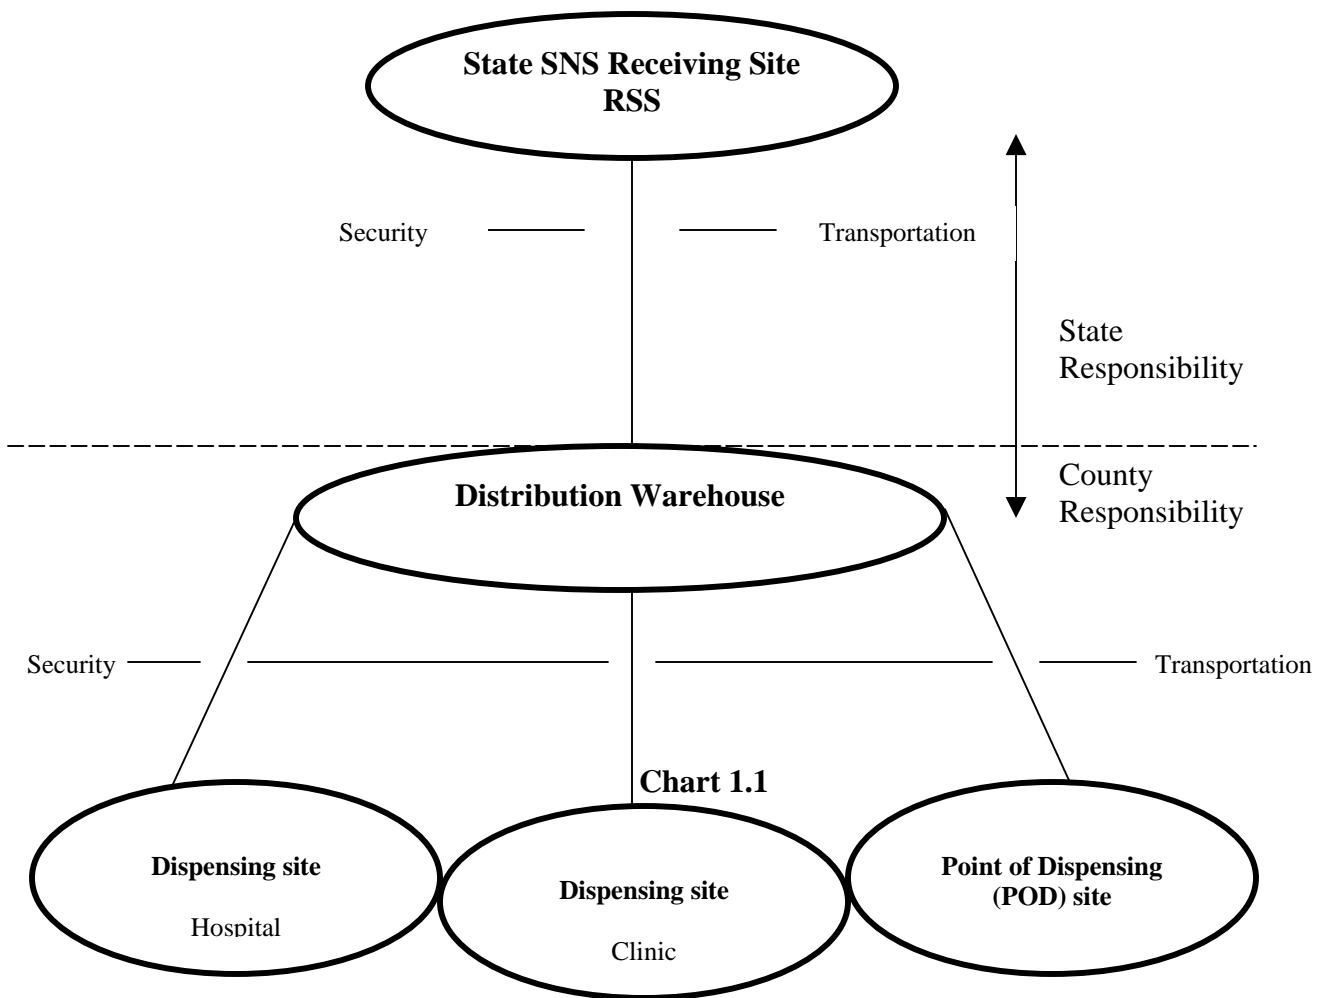 State SNS Receiving Site
RSS
Security
Transportation
State
Responsibility
Distribution Warehouse
County
Responsibility
Security
Transportation
Chart 1.1
Dispensing site
Hospital
Dispensing site
Clinic
Point of Dispensing
(POD) site